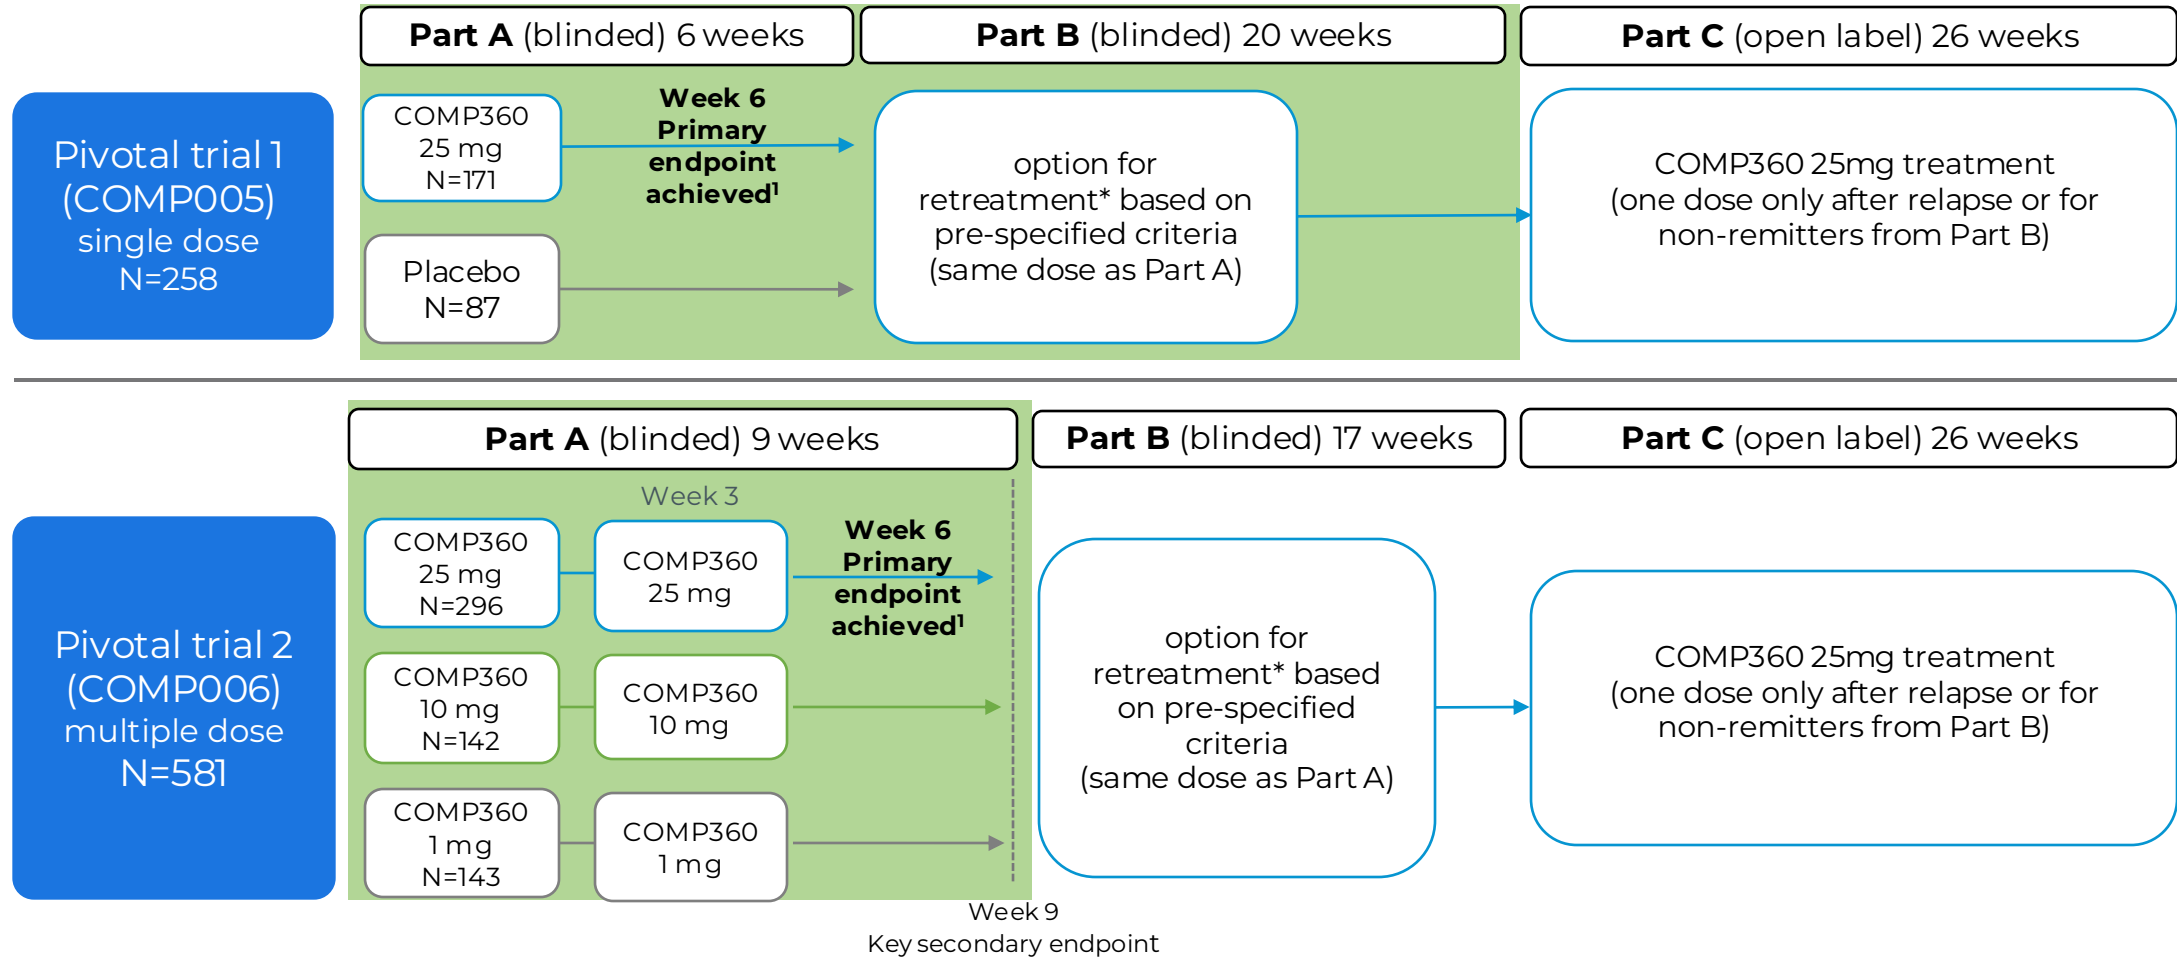 Part A (blinded) 6 weeks
Part B (blinded) 20 weeks
Part C (open label) 26 weeks
Pivotal trial 1
(COMP005)
single dose
N=258
COMP360
25 mg
N=171
Week 6
Primary
endpoint
achieved¹
Placebo
N=87
option for
retreatment* based on
pre-specified criteria
(same dose as Part A)
COMP360 25mg treatment
(one dose only after relapse or for
non-remitters from Part B)
Part A (blinded) 9 weeks
Part B (blinded) 17 weeks
Part C (open label) 26 weeks
Pivotal trial 2
(COMP006)
multiple dose
N=581
Week 3
COMP360
25 mg
N=296
COMP360
25 mg
Week 6
Primary
endpoint
achieved¹
COMP360
10 mg
N=142
COMP360
10 mg
COMP360
1 mg
N=143
COMP360
1 mg
Week 9
Key secondary endpoint
option for
retreatment* based
on pre-specified
criteria
(same dose as Part A)
COMP360 25mg treatment
(one dose only after relapse or for
non-remitters from Part B)